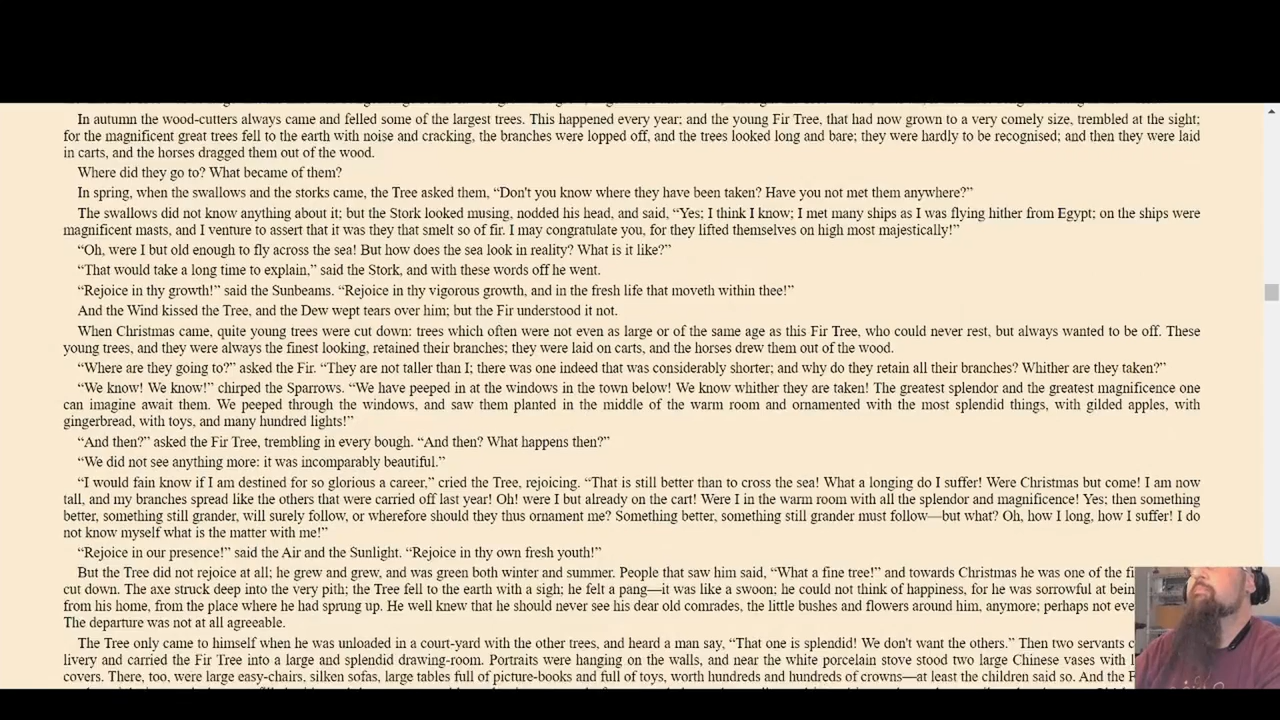 In autumn the wood-cutters always came and felled some of the largest trees. This happened every year; and the young Fir Tree, that had now grown to a very comely size, trembled at the sight;
for the magnificent great trees fell to the earth with noise and cracking, the branches were lopped off, and the trees looked long and bare; they were hardly to be recognised; and then they were laid
in carts, and the horses dragged them out of the wood.
Where did they go to? What became of them?
In spring, when the swallows and the storks came, the Tree asked them, “Don't you know where they have been taken? Have you not met them anywhere?”
The swallows did not know anything about it; but the Stork looked musing, nodded his head, and said, “Yes; I think I know; I met many ships as I was flying hither from Egypt; on the ships were
magnificent masts, and I venture to assert that it was they that smelt so of fir. I may congratulate you, for they lifted themselves on high most majestically!”
“Oh, were I but old enough to fly across the sea! But how does the sea look in reality? What is it like?”
“That would take a long time to explain,” said the Stork, and with these words off he went.
“Rejoice in thy growth!” said the Sunbeams. “Rejoice in thy vigorous growth, and in the fresh life that moveth within thee!”
And the Wind kissed the Tree, and the Dew wept tears over him; but the Fir understood it not.
When Christmas came, quite young trees were cut down: trees which often were not even as large or of the same age as this Fir Tree, who could never rest, but always wanted to be off. These
young trees, and they were always the finest looking, retained their branches; they were laid on carts, and the horses drew them out of the wood.
“Where are they going to?” asked the Fir. “They are not taller than I; there was one indeed that was considerably shorter; and why do they retain all their branches? Whither are they taken?”
“We know! We know!” chirped the Sparrows. “We have peeped in at the windows in the town below! We know whither they are taken! The greatest splendor and the greatest magnificence one
can imagine await them. We peeped through the windows, and saw them planted in the middle of the warm room and ornamented with the most splendid things, with gilded apples, with
gingerbread, with toys, and many hundred lights!”
“And then?” asked the Fir Tree, trembling in every bough. “And then? What happens then?”
“We did not see anything more: it was incomparably beautiful.”
“I would fain know if I am destined for so glorious a career,” cried the Tree, rejoicing. “That is still better than to cross the sea! What a longing do I suffer! Were Christmas but come! I am now
tall, and my branches spread like the others that were carried off last year! Oh! were I but already on the cart! Were I in the warm room with all the splendor and magnificence! Yes; then something
better, something still grander, will surely follow, or wherefore should they thus ornament me? Something better, something still grander must follow—but what? Oh, how I long, how I suffer! I do
not know myself what is the matter with me!”
“Rejoice in our presence!” said the Air and the Sunlight. “Rejoice in thy own fresh youth!”
But the Tree did not rejoice at all; he grew and grew, and was green both winter and summer. People that saw him said, “What a fine tree!” and towards Christmas he was one of the fi
cut down. The axe struck deep into the very pith; the Tree fell to the earth with a sigh; he felt a pang—it was like a swoon; he could not think of happiness, for he was sorrowful at bein
from his home, from the place where he had sprung up. He well knew that he should never see his dear old comrades, the little bushes and flowers around him, anymore; perhaps not eve
The departure was not at all agreeable.
The Tree only came to himself when he was unloaded in a court-yard with the other trees, and heard a man say, “That one is splendid! We don't want the others.” Then two servants c
livery and carried the Fir Tree into a large and splendid drawing-room. Portraits were hanging on the walls, and near the white porcelain stove stood two large Chinese vases with l
covers. There, too, were large easy-chairs, silken sofas, large tables full of picture-books and full of toys, worth hundreds and hundreds of crowns—at least the children said so. And the F